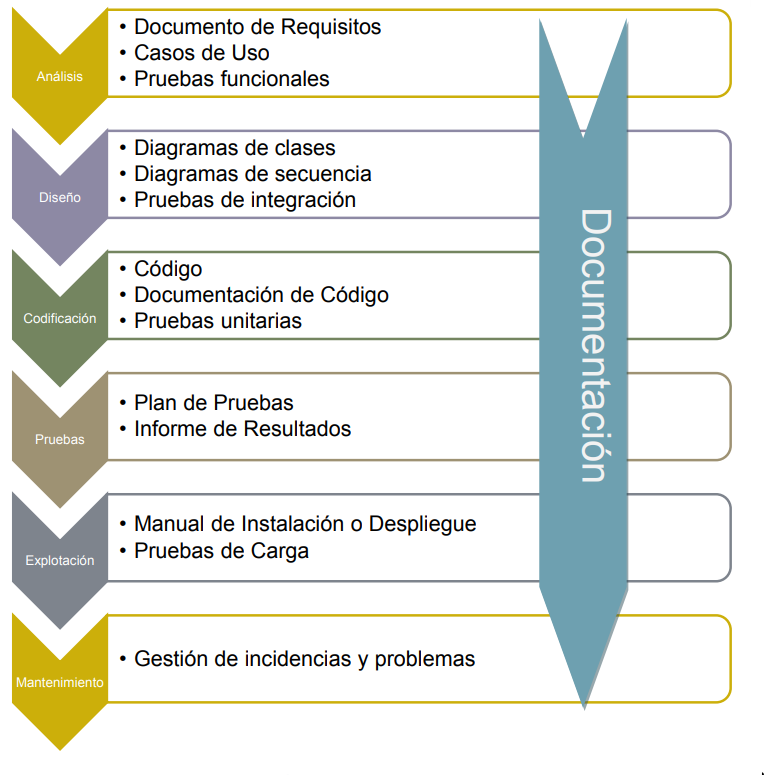 Análisis
• Documento de Requisitos
• Casos de Uso
• Pruebas funcionales
Diseño
• Diagramas de clases
• Diagramas de secuencia
• Pruebas de integración
Codificación
• Código
• Documentación de Código
• Pruebas unitarias
Pruebas
• Plan de Pruebas
• Informe de Resultados
Explotación
• Manual de Instalación o Despliegue
• Pruebas de Carga
Mantenimiento
• Gestión de incidencias y problemas
Documentación